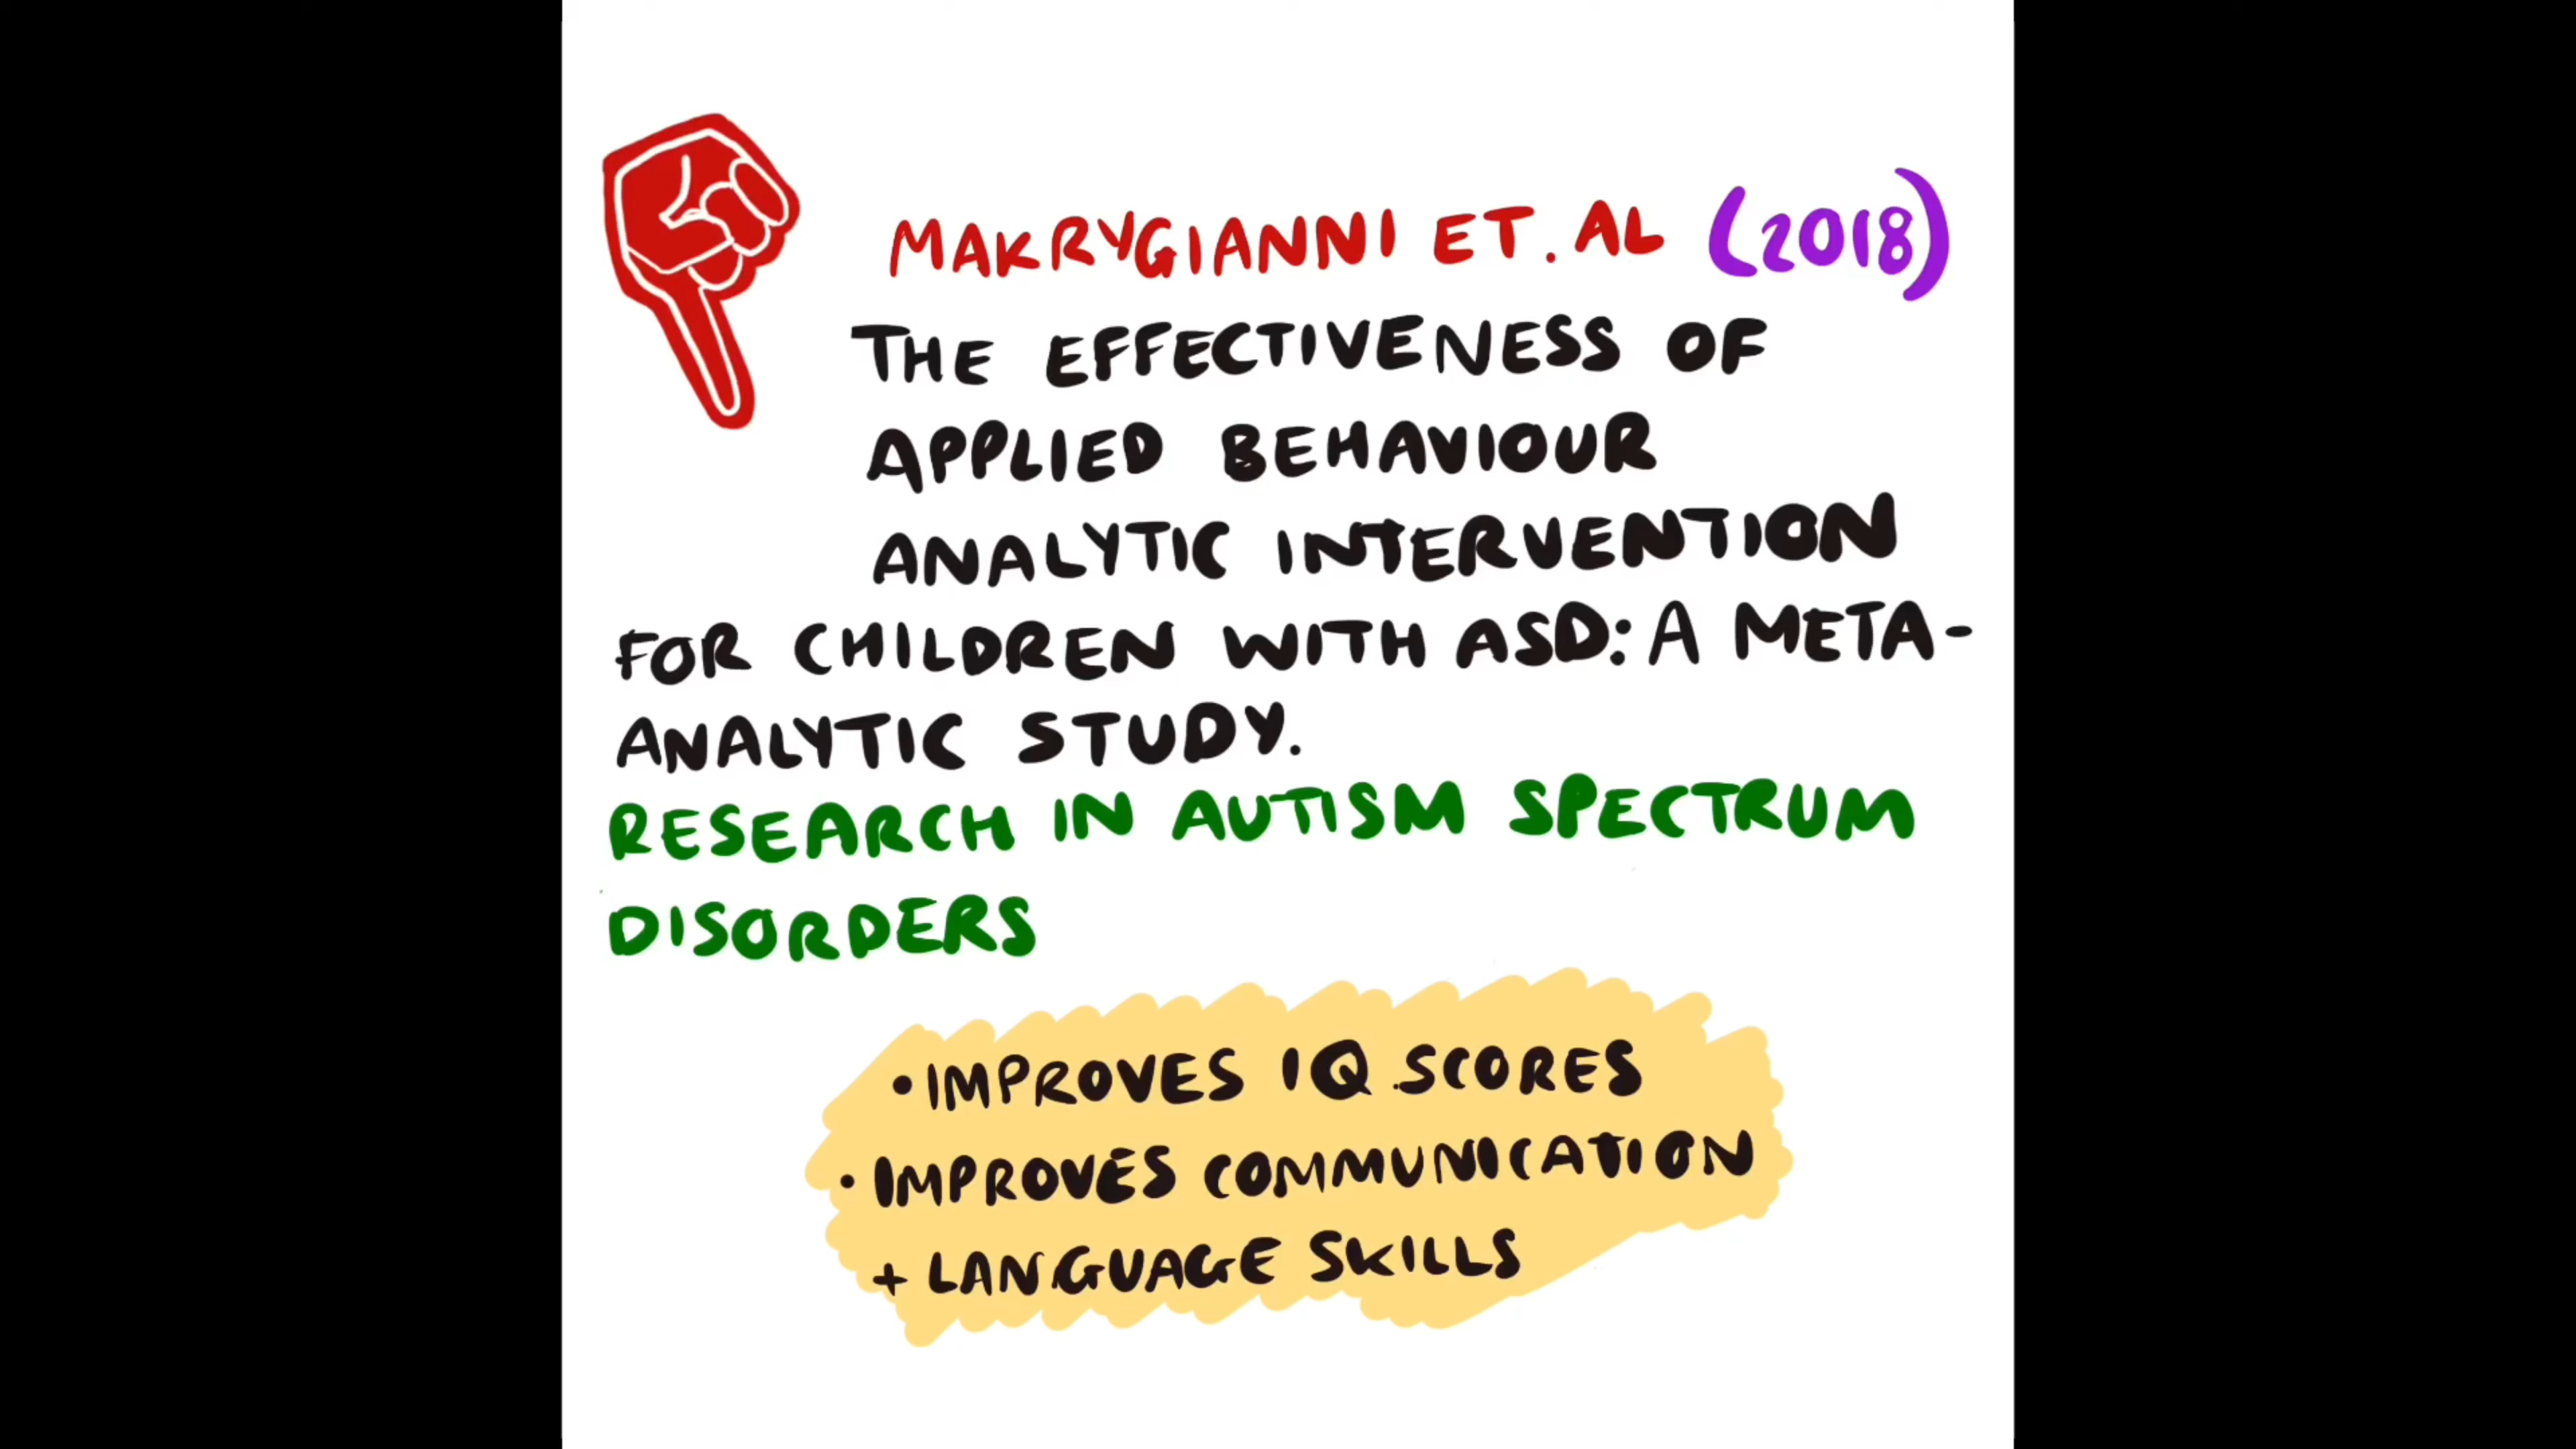 MAKRYGIANNI ET. AL (2018)
THE EFFECTIVENESS OF
APPLIED BEHAVIOUR
ANALYTIC INTERVENTION
FOR CHILDREN WITH ASD: A META-
ANALYTIC STUDY.
RESEARCH IN AUTISM SPECTRUM
DISORDERS
• IMPROVES IQ SCORES
• IMPROVES COMMUNICATION
+ LANGUAGE SKILLS